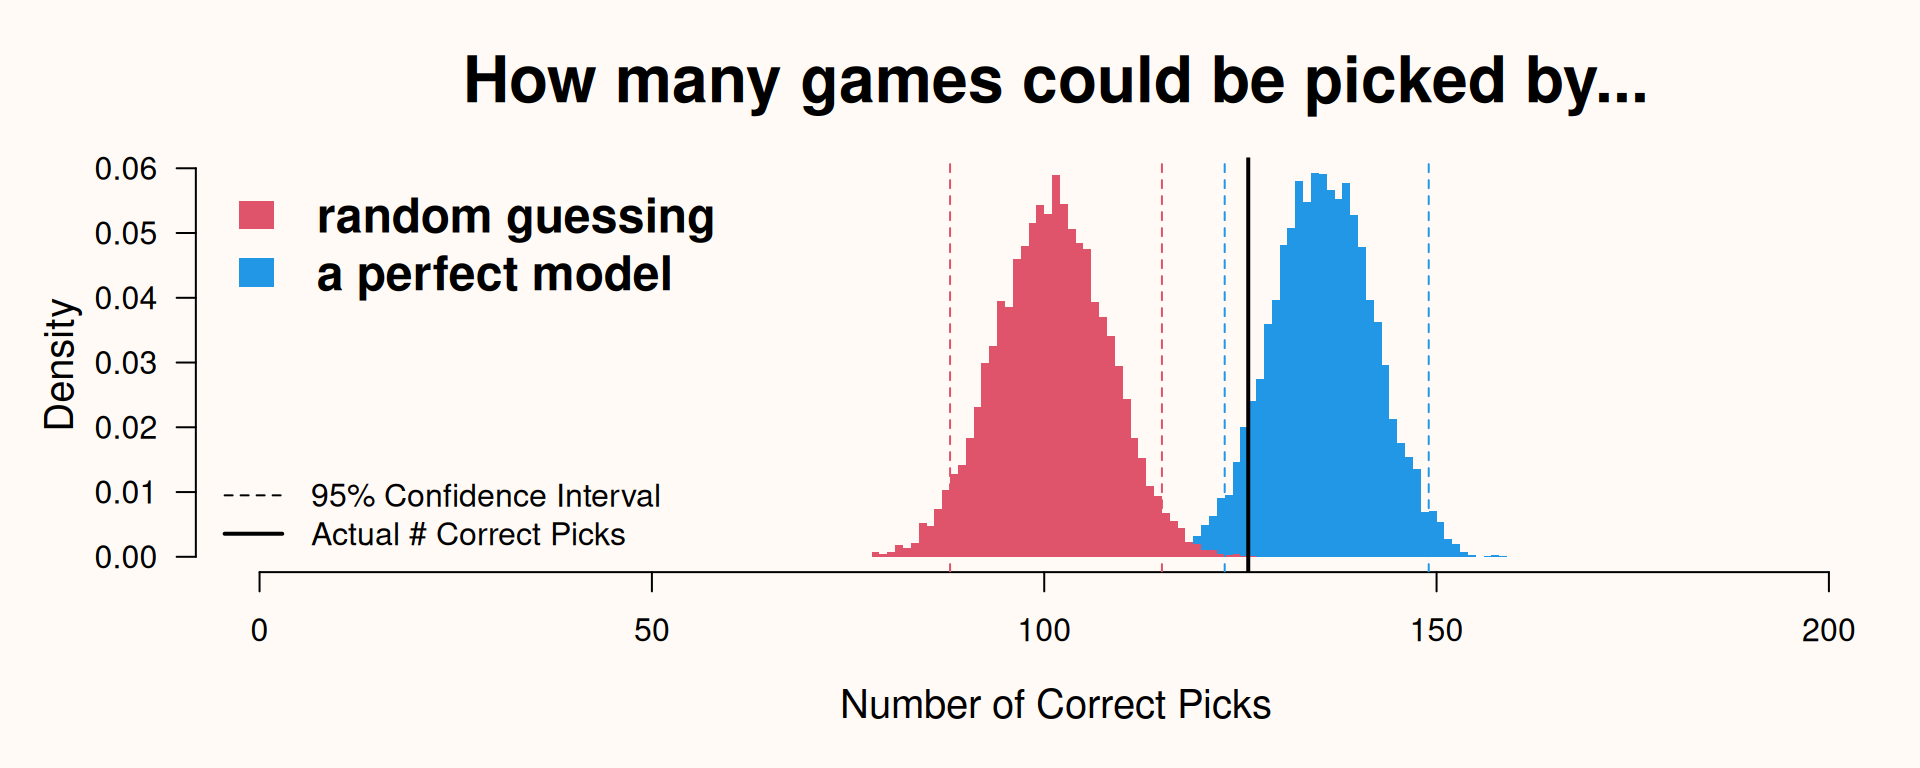 How many games could be picked by...
random guessing
a perfect model
95% Confidence Interval
Actual # Correct Picks
Density
0.06
0.05
0.04
0.03
0.02
0.01
0.00
0
50
100
150
200
Number of Correct Picks